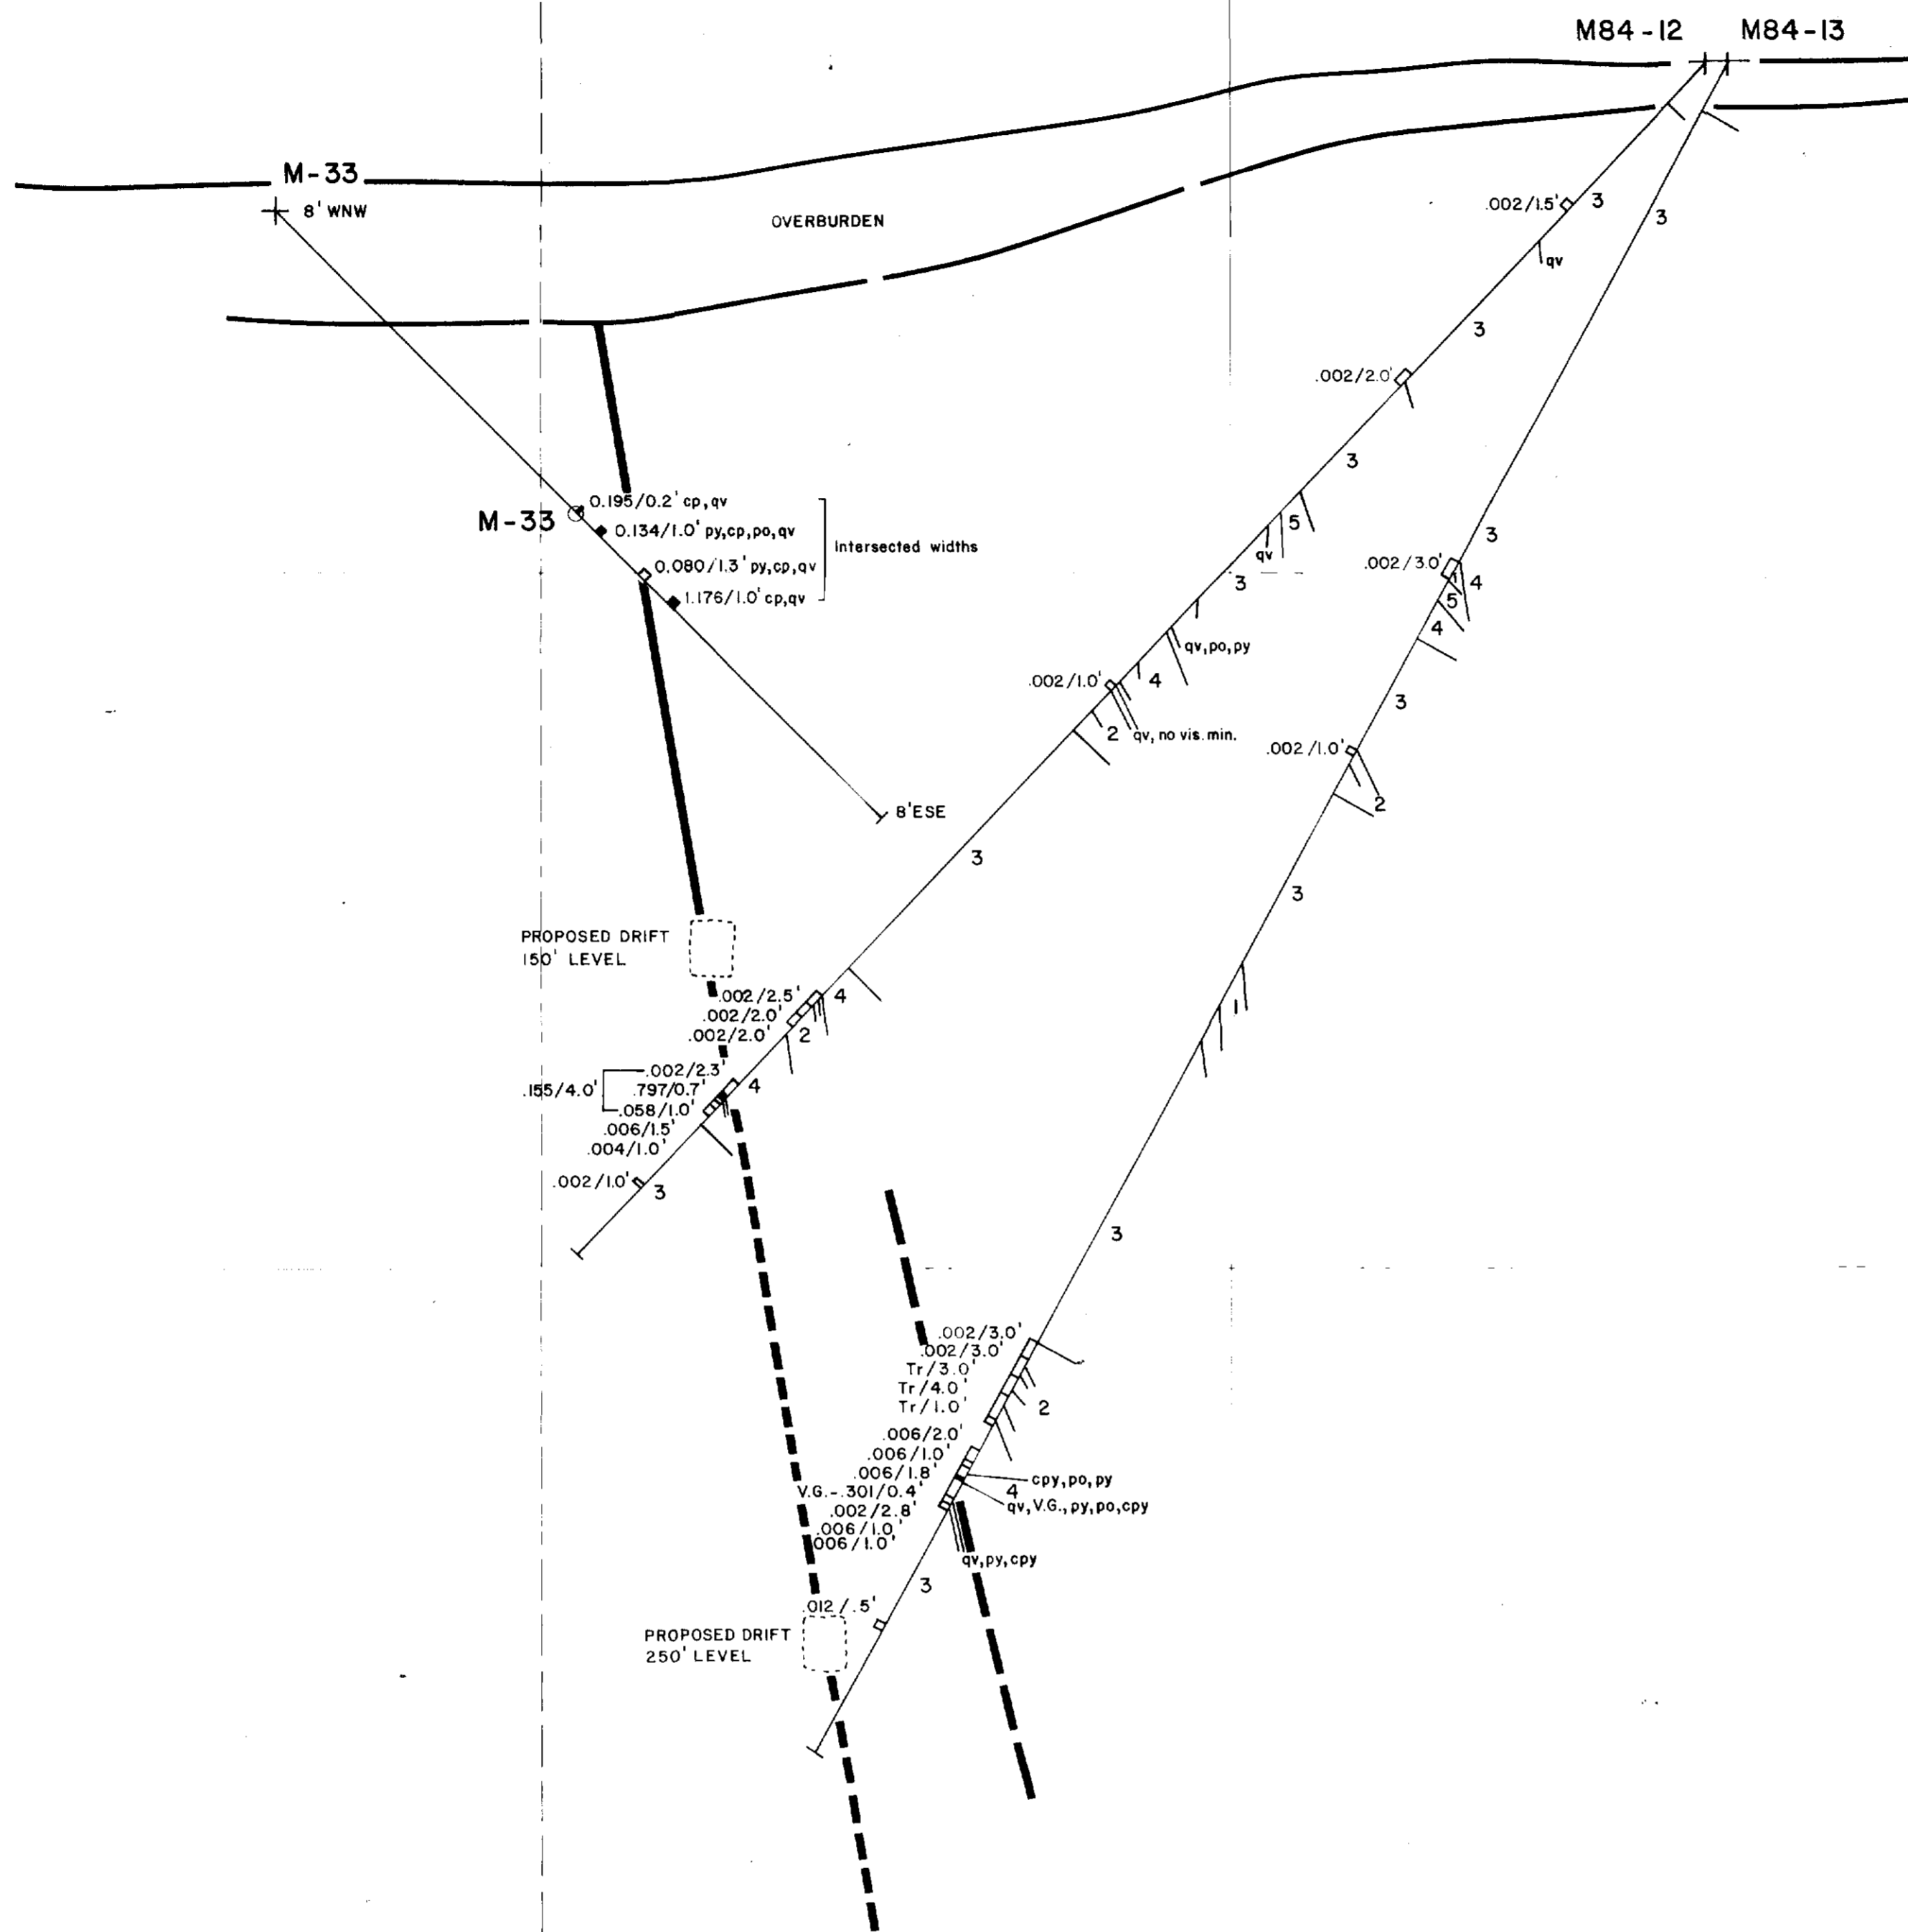 M84-12 M84-13
M-33
8' WNW
OVERBURDEN
.002/1.5' 3
3
qv
3
.002/2.0'
3
0.195/0.2' cp,qv
M-33
0.134/1.0' py,cp,po,qv
Intersected widths
0.080/1.3' py,cp,qv
1.176/1.0' cp,qv
5
qv
3
3
.002/3.0'
4
5
4
qv,po,py
.002/1.0' 4
2 qv, no vis. min.
3
.002/1.0'
2
8'ESE
3
3
PROPOSED DRIFT
150' LEVEL
.002/2.5' 4
.002/2.0'
.002/2.0' 2
1
.002/2.3'
.155/4.0' .797/0.7' 4
.058/1.0'
.006/1.5'
.004/1.0'
.002/1.0' 3
3
.002/3.0'
.002/3.0'
Tr/3.0'
Tr/4.0'
Tr/1.0' 2
.006/2.0'
.006/1.0'
.006/1.8' cpy,po,py
V.G.-.301/0.4' 4
.002/2.8' qv,V.G.,py,po,cpy
.006/1.0'
.006/1.0'
qv,py,cpy
3
.012/.5'
PROPOSED DRIFT
250' LEVEL